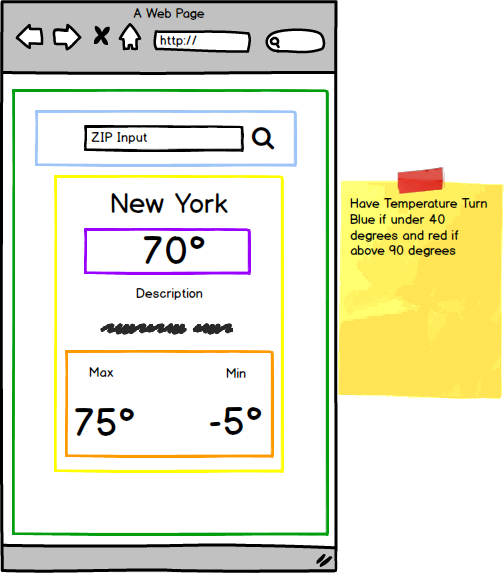 A Web Page
http://
ZIP Input
New York
70°
Description
Max
Min
75°
-5°
Have Temperature Turn
Blue if under 40
degrees and red if
above 90 degrees